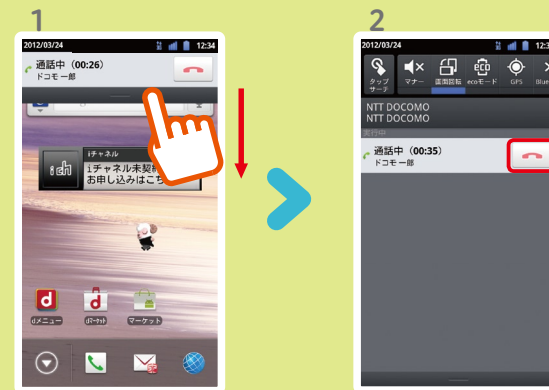 1
2012/03/24 12:34
通話中（00:26）
ドコモ一郎
iチャネル
i ch
iチャネル未契
お申し込みはこち
d
d
dメニュー
dマーケット
マーケット
2
2012/03/24 12:3
eco
タップサーチ
マナー
画面回転
ecoモード
GPS
Blue
NTT DOCOMO
NTT DOCOMO
実行中
通話中（00:35）
ドコモ一郎